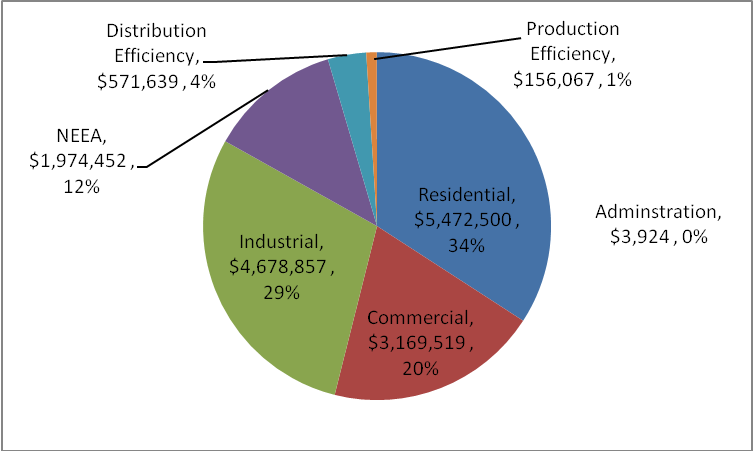 Distribution
Efficiency,
$571,639 , 4%
Production
Efficiency,
$156,067 , 1%
NEEA,
$1,974,452 ,
12%
Residential,
$5,472,500 ,
34%
Adminstration,
$3,924 , 0%
Industrial,
$4,678,857 ,
29%
Commercial,
$3,169,519 ,
20%